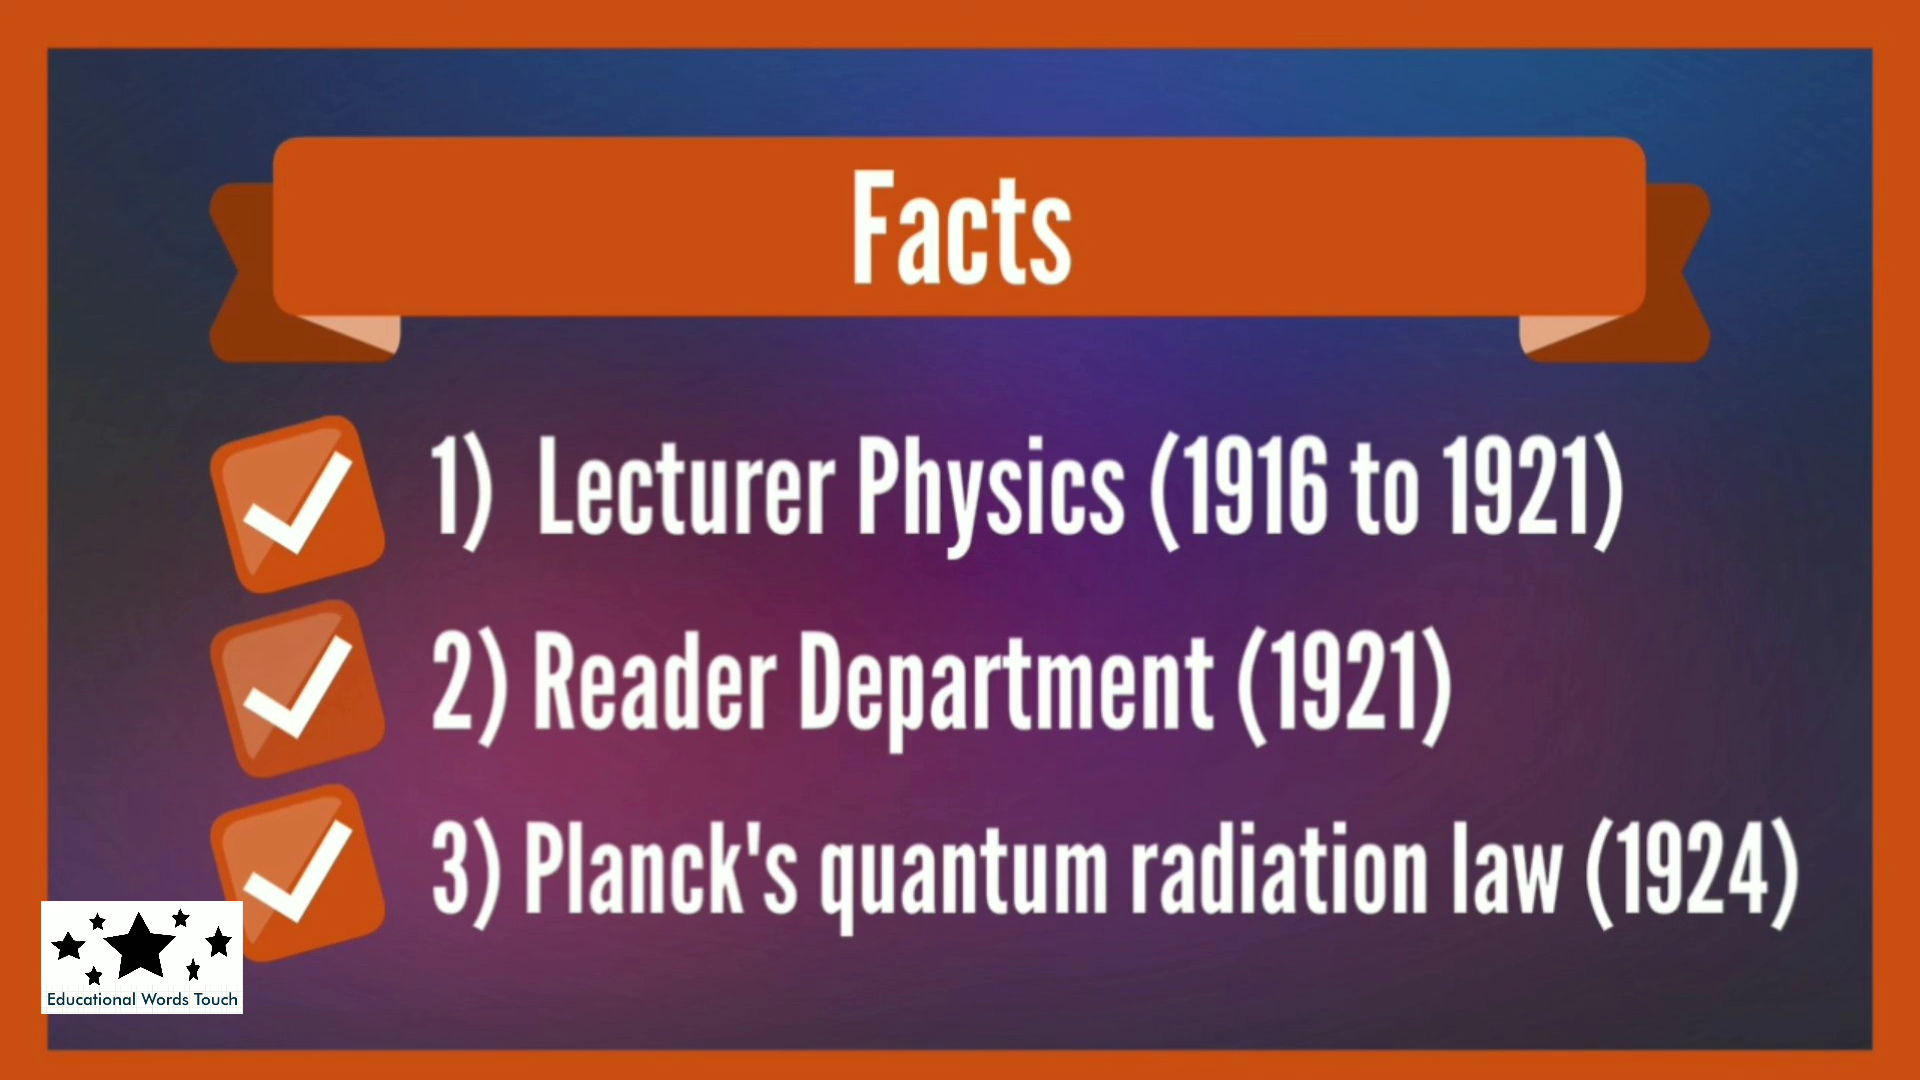 Facts
1) Lecturer Physics (1916 to 1921)
2) Reader Department (1921)
3) Planck's quantum radiation law (1924)
Educational Words Touch